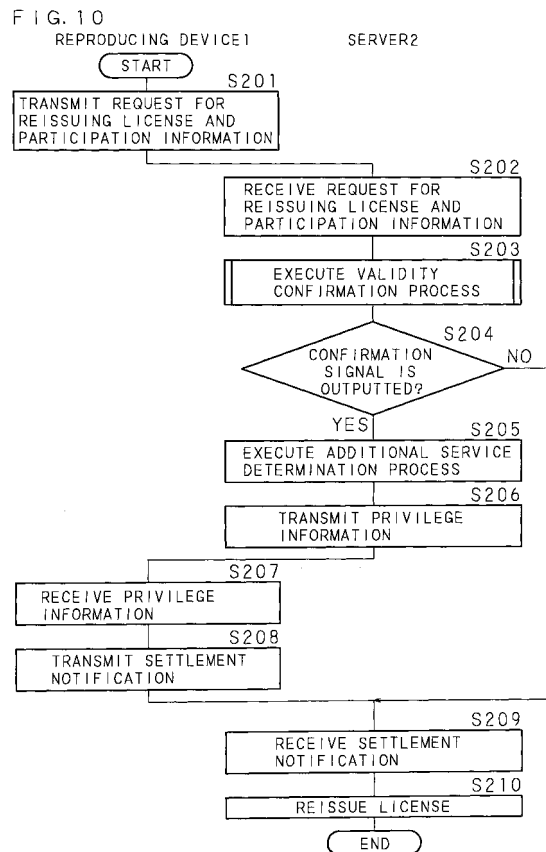 FIG.10
REPRODUCING DEVICE1 SERVER2
START
S201
TRANSMIT REQUEST FOR
REISSUING LICENSE AND
PARTICIPATION INFORMATION
S202
RECEIVE REQUEST FOR
REISSUING LICENSE AND
PARTICIPATION INFORMATION
S203
EXECUTE VALIDITY
CONFIRMATION PROCESS
S204
CONFIRMATION
SIGNAL IS
OUTPUTTED?
NO
YES
S205
EXECUTE ADDITIONAL SERVICE
DETERMINATION PROCESS
S206
TRANSMIT PRIVILEGE
INFORMATION
S207
RECEIVE PRIVILEGE
INFORMATION
S208
TRANSMIT SETTLEMENT
NOTIFICATION
S209
RECEIVE SETTLEMENT
NOTIFICATION
S210
REISSUE LICENSE
END